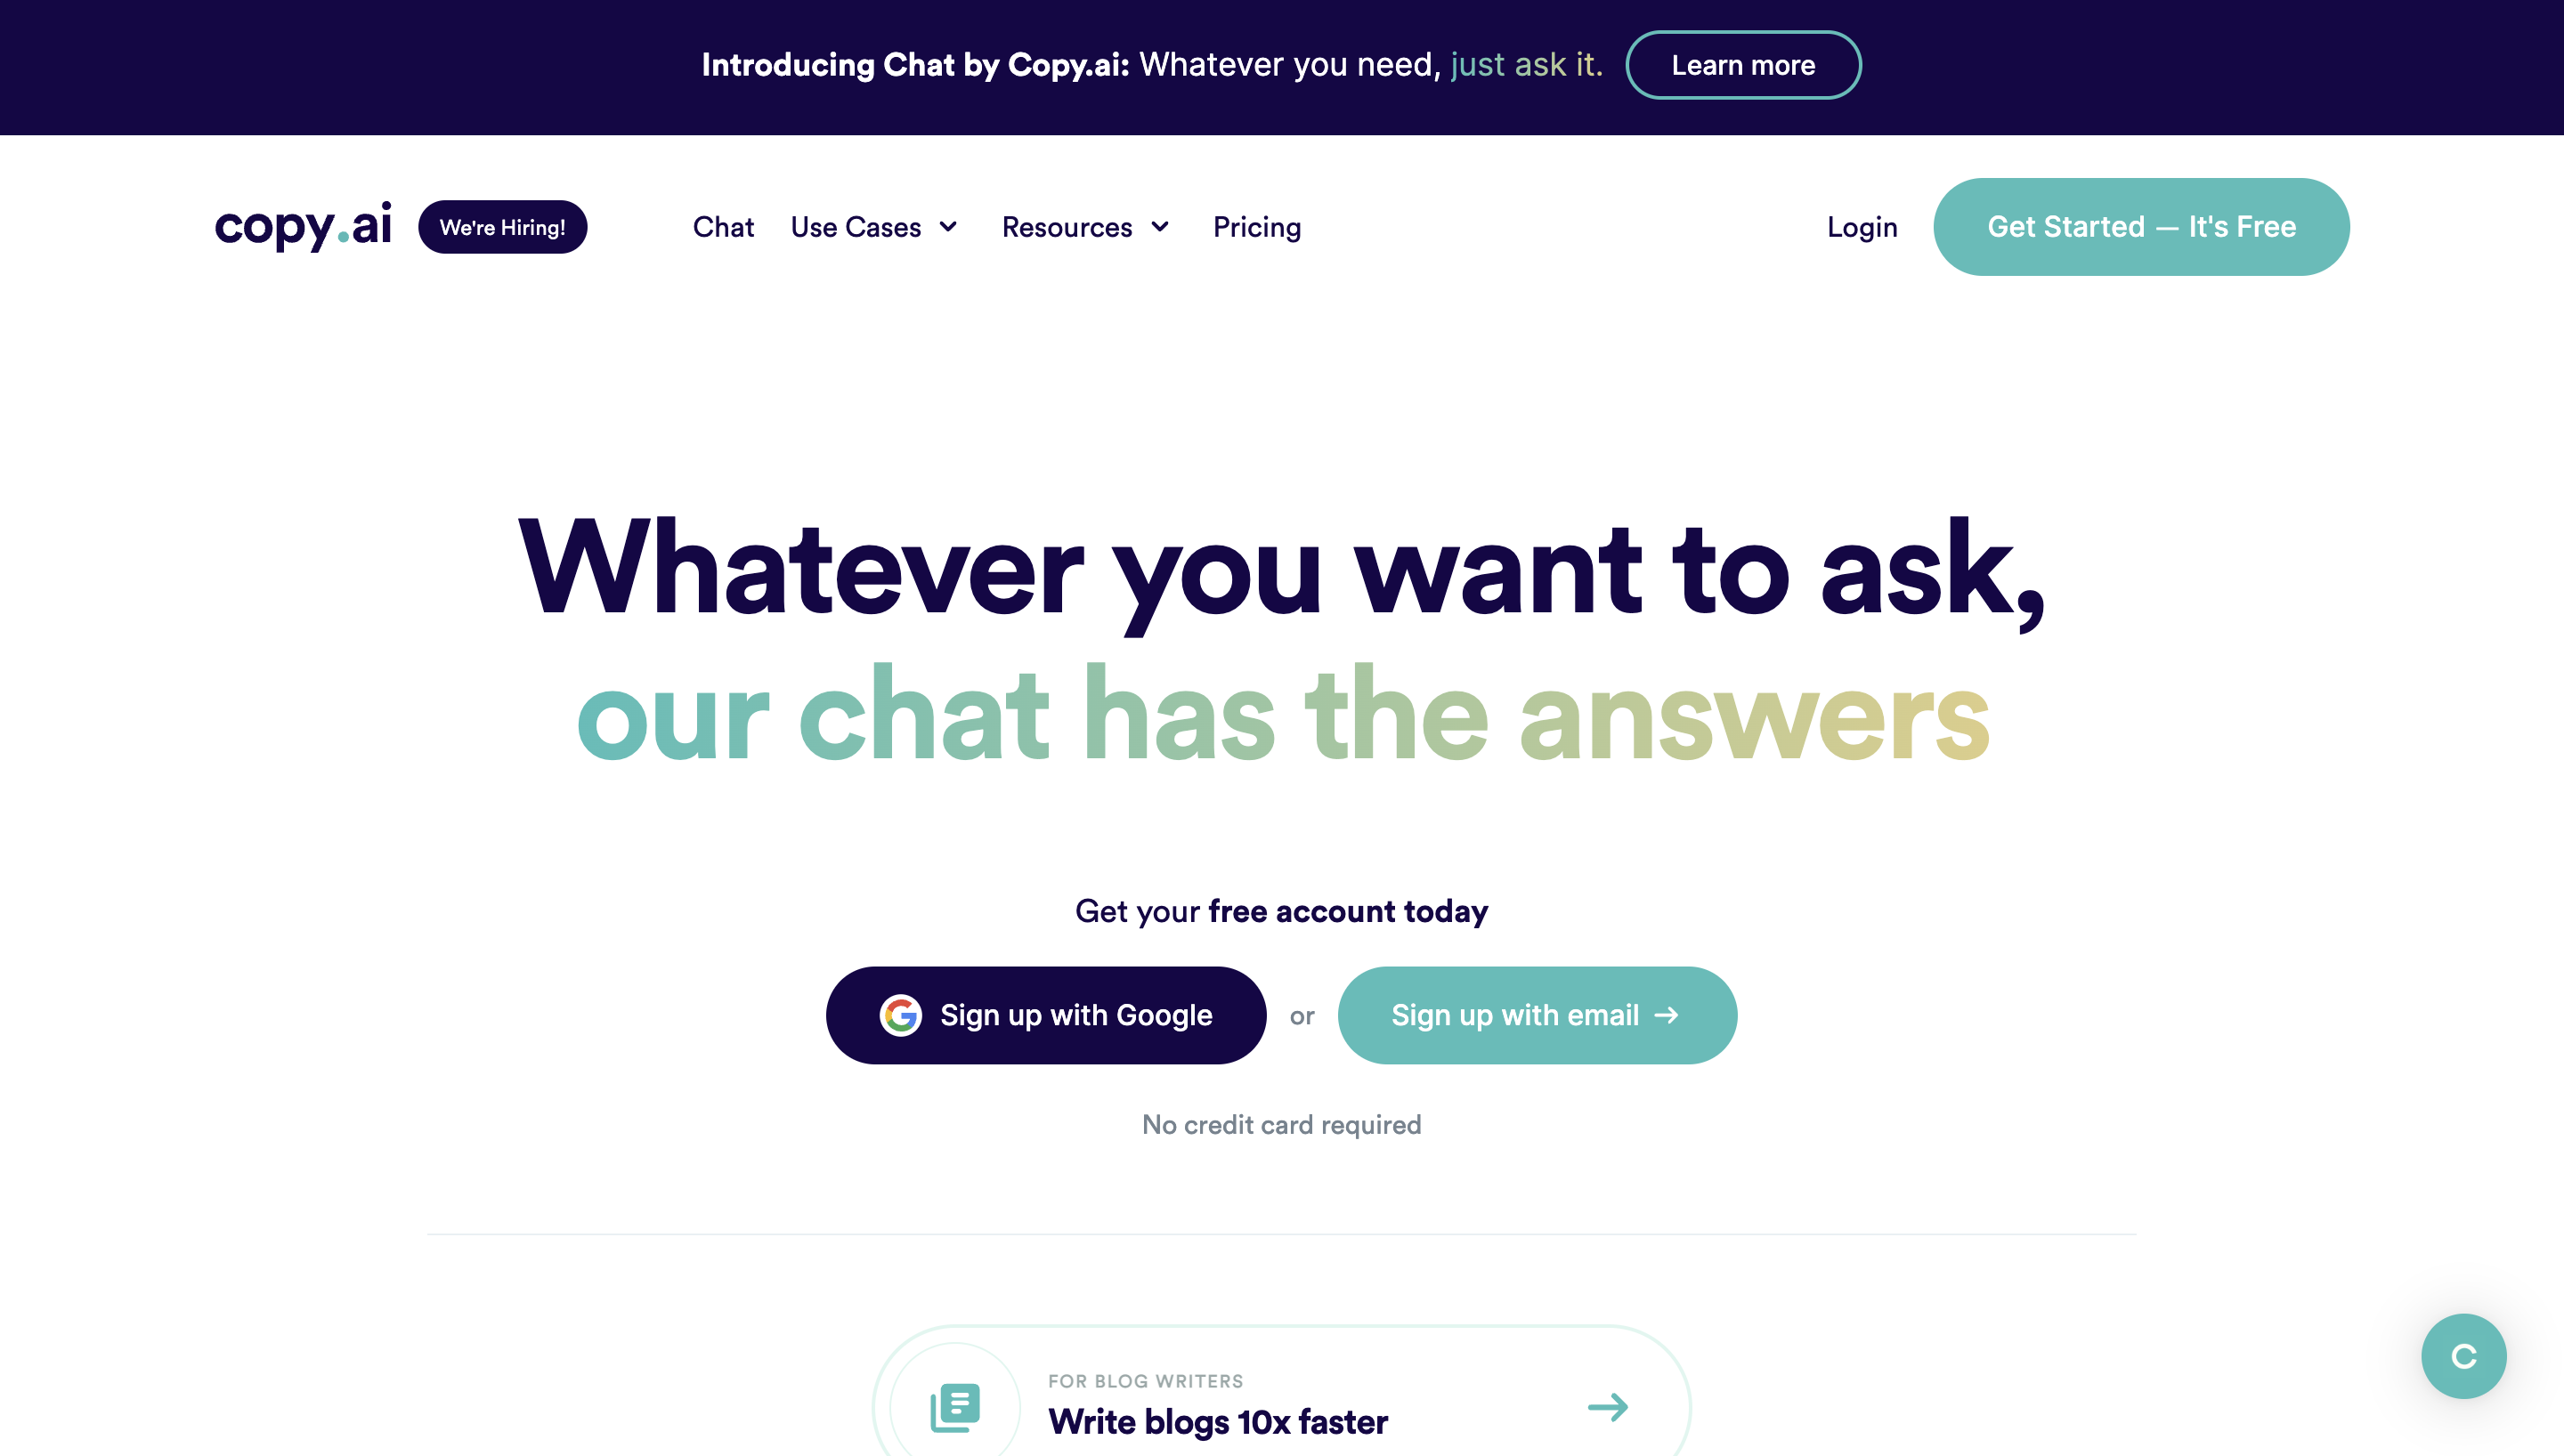 Introducing Chat by Copy.ai: Whatever you need, just ask it. Learn more
copy.ai We're Hiring! Chat Use Cases Resources Pricing Login Get Started — It's Free
Whatever you want to ask,
our chat has the answers
Get your free account today
Sign up with Google or Sign up with email →
No credit card required
FOR BLOG WRITERS
Write blogs 10x faster
C